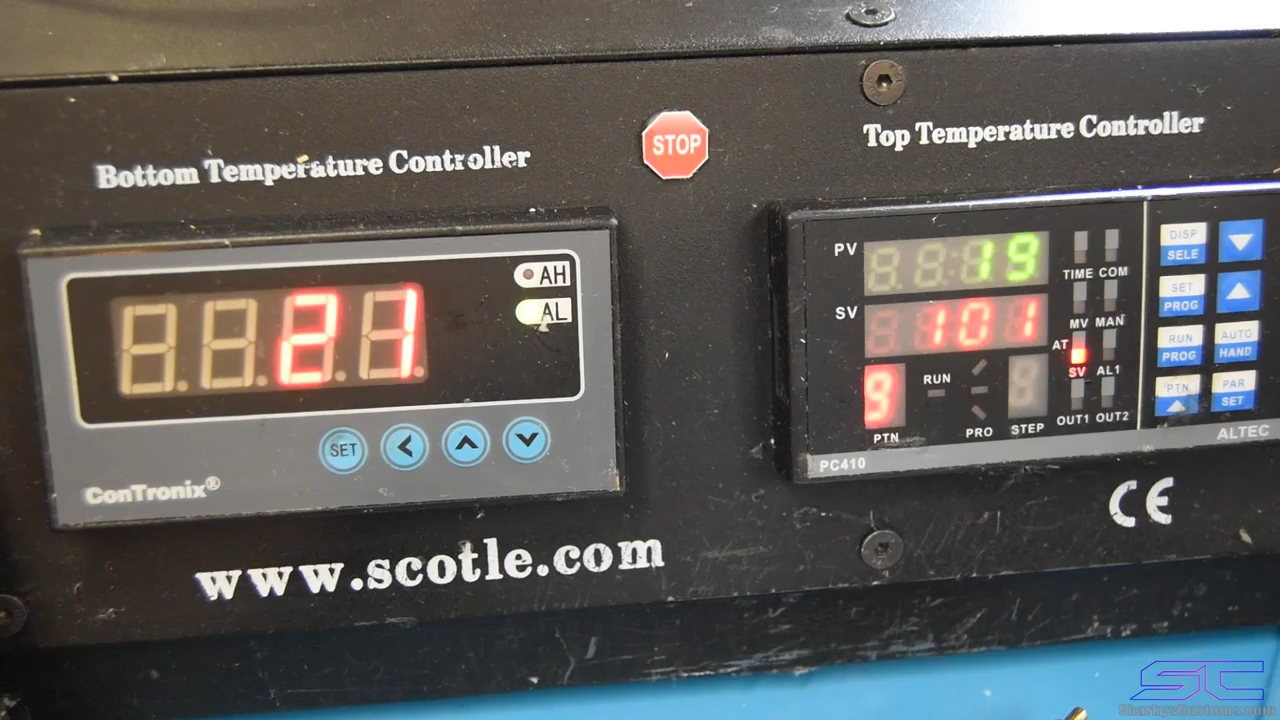 Bottom Temperature Controller
STOP
Top Temperature Controller
AH
AL
21
SET
ConTronix®
www.scotle.com
PV
19
SV
101
9
PTN
RUN
PRO
STEP
TIME COM
MV MAN
AT
SV AL1
OUT1 OUT2
DISP
SELE
SET
PROG
RUN
PROG
AUTO
HAND
PTN
PAR
SET
PC410
ALTEC
CE
SC
SharkysCustoms.com